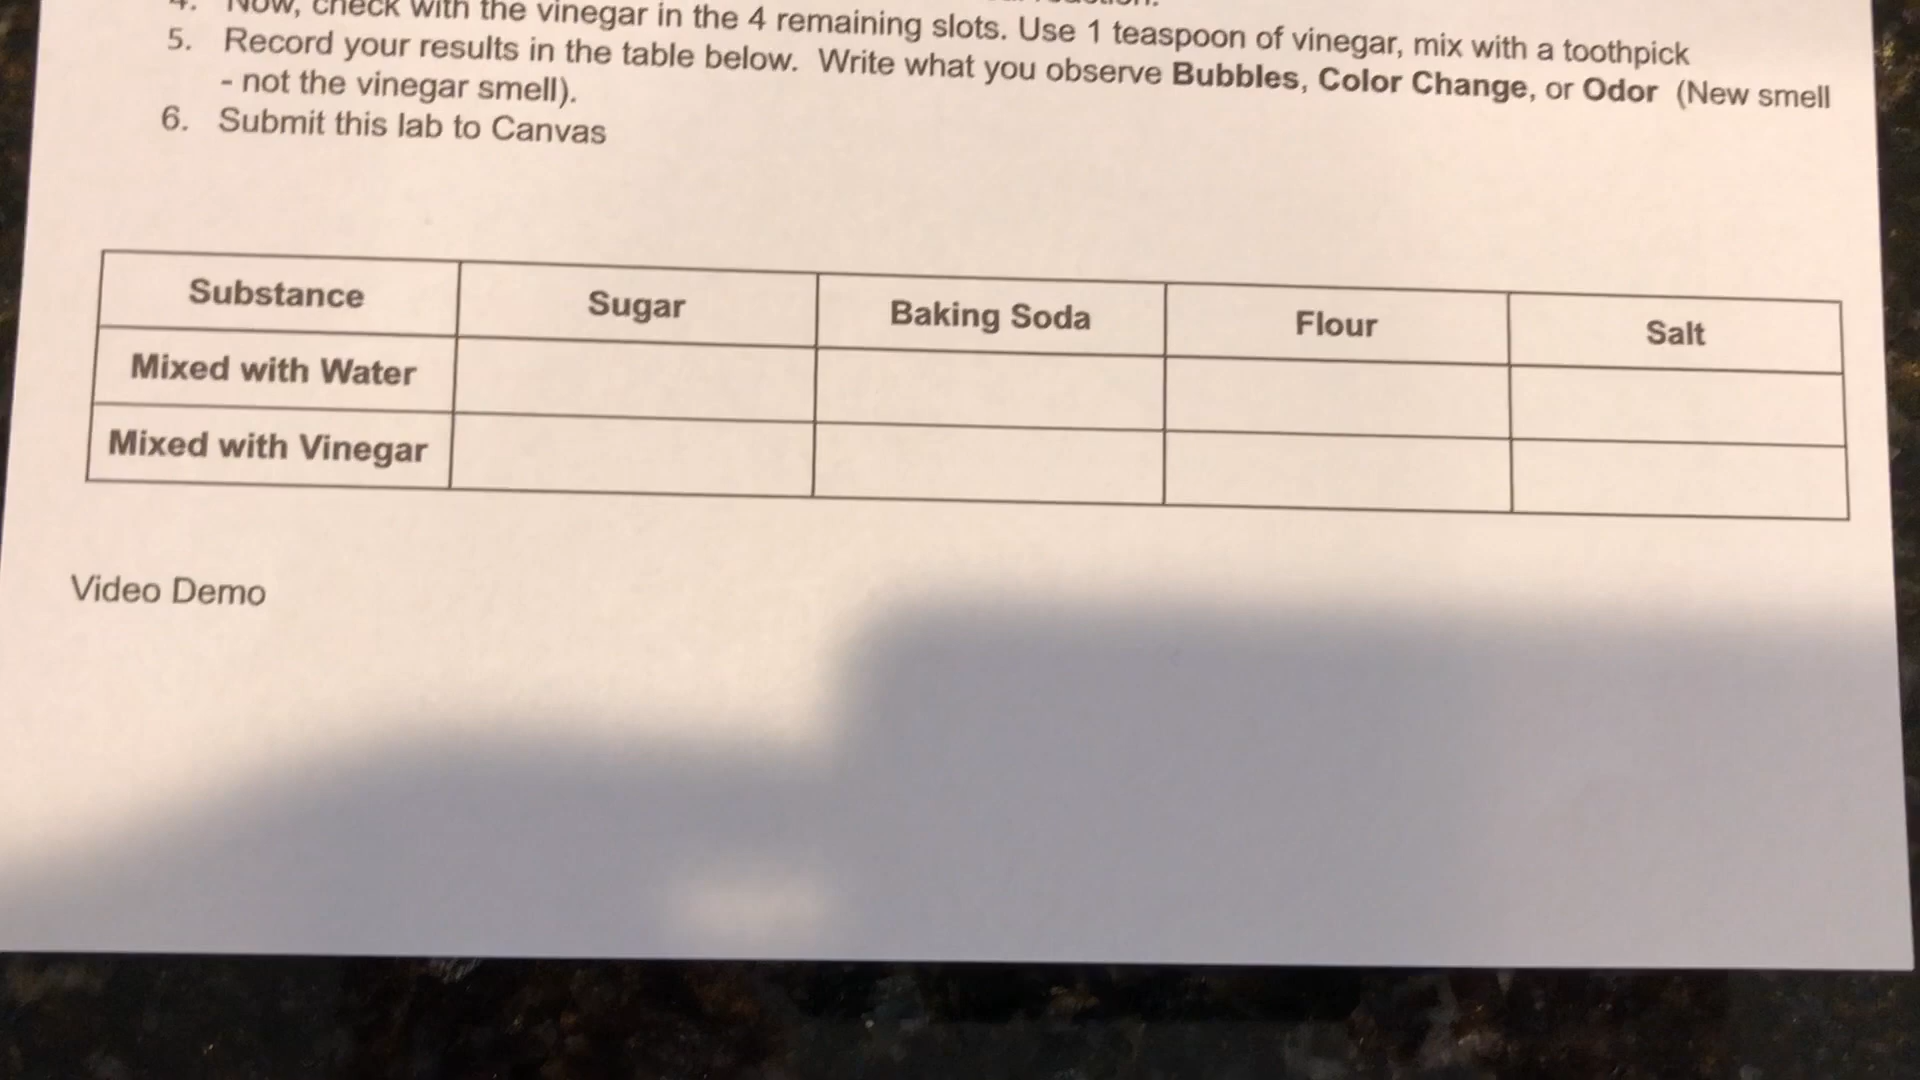 4. Now, check with the vinegar in the 4 remaining slots. Use 1 teaspoon of vinegar, mix with a toothpick
5. Record your results in the table below. Write what you observe Bubbles, Color Change, or Odor (New smell
- not the vinegar smell).
6. Submit this lab to Canvas
Substance Sugar Baking Soda Flour Salt
Mixed with Water
Mixed with Vinegar
Video Demo